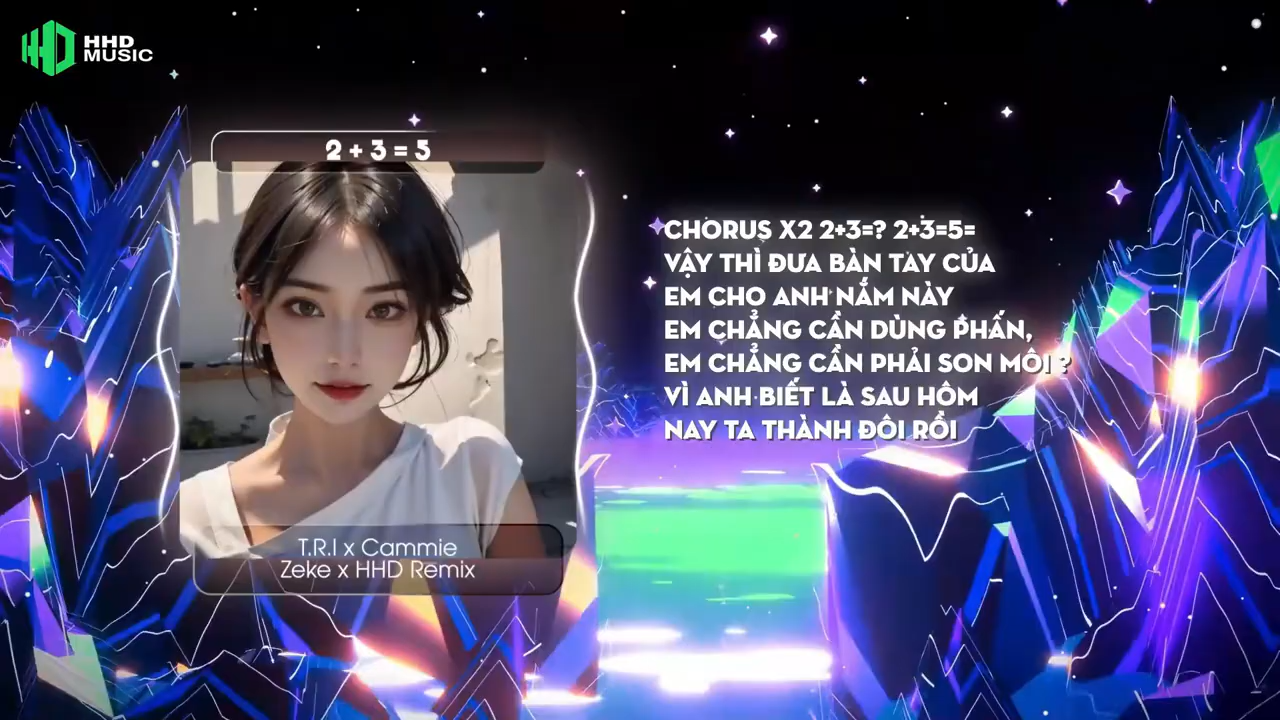 HHD
MUSIC
2 + 3 = 5
T.R.I x Cammie
Zeke x HHD Remix
CHORUS X2 2+3=? 2+3=5=
VẬY THÌ ĐƯA BÀN TAY CỦA
EM CHO ANH NẮM NÀY
EM CHẲNG CẦN DÙNG PHẤN,
EM CHẲNG CẦN PHẢI SON MÔI ?
VÌ ANH BIẾT LÀ SAU HÔM
NAY TA THÀNH ĐÔI RỒI